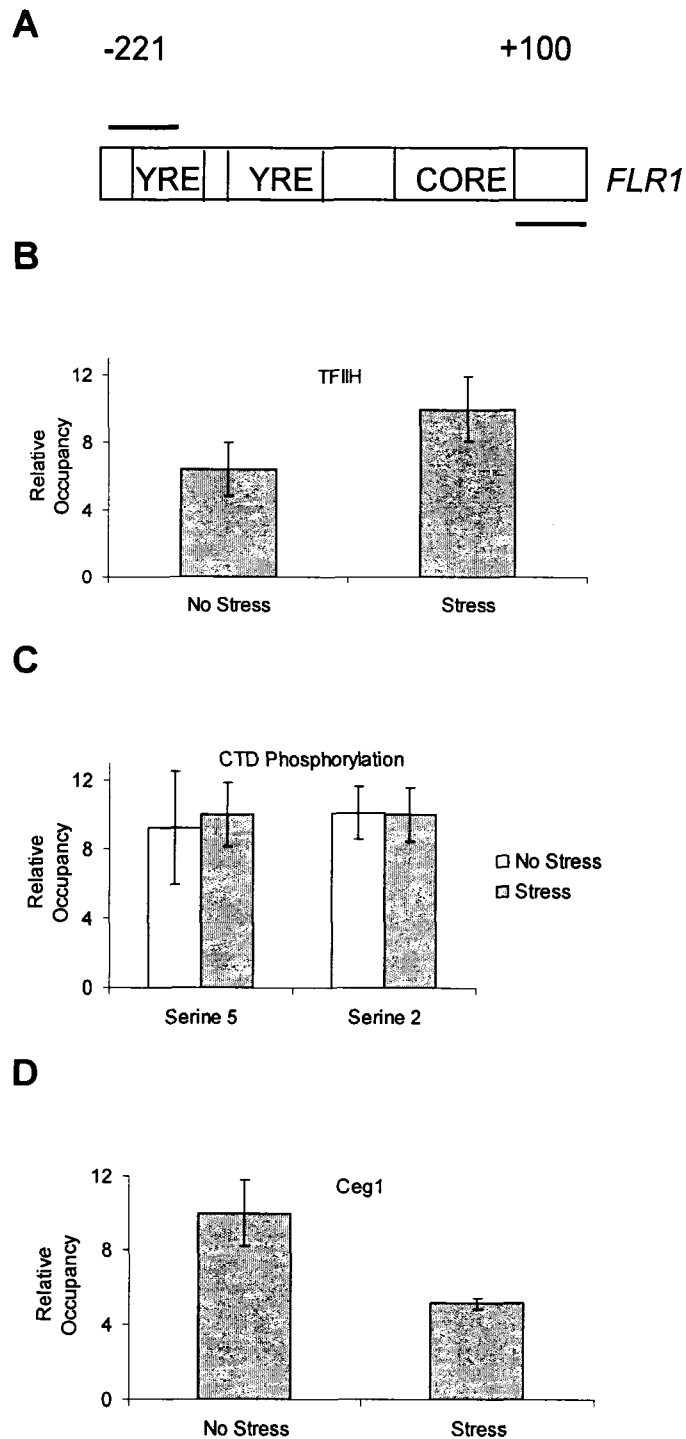 A
-221 +100
YRE YRE CORE FLR1
B
TFIIH
12
8
4
0
Relative
Occupancy
No Stress Stress
C
CTD Phosphorylation
12
8
4
0
Relative
Occupancy
No Stress
Stress
Serine 5 Serine 2
D
Ceg1
12
8
4
0
Relative
Occupancy
No Stress Stress